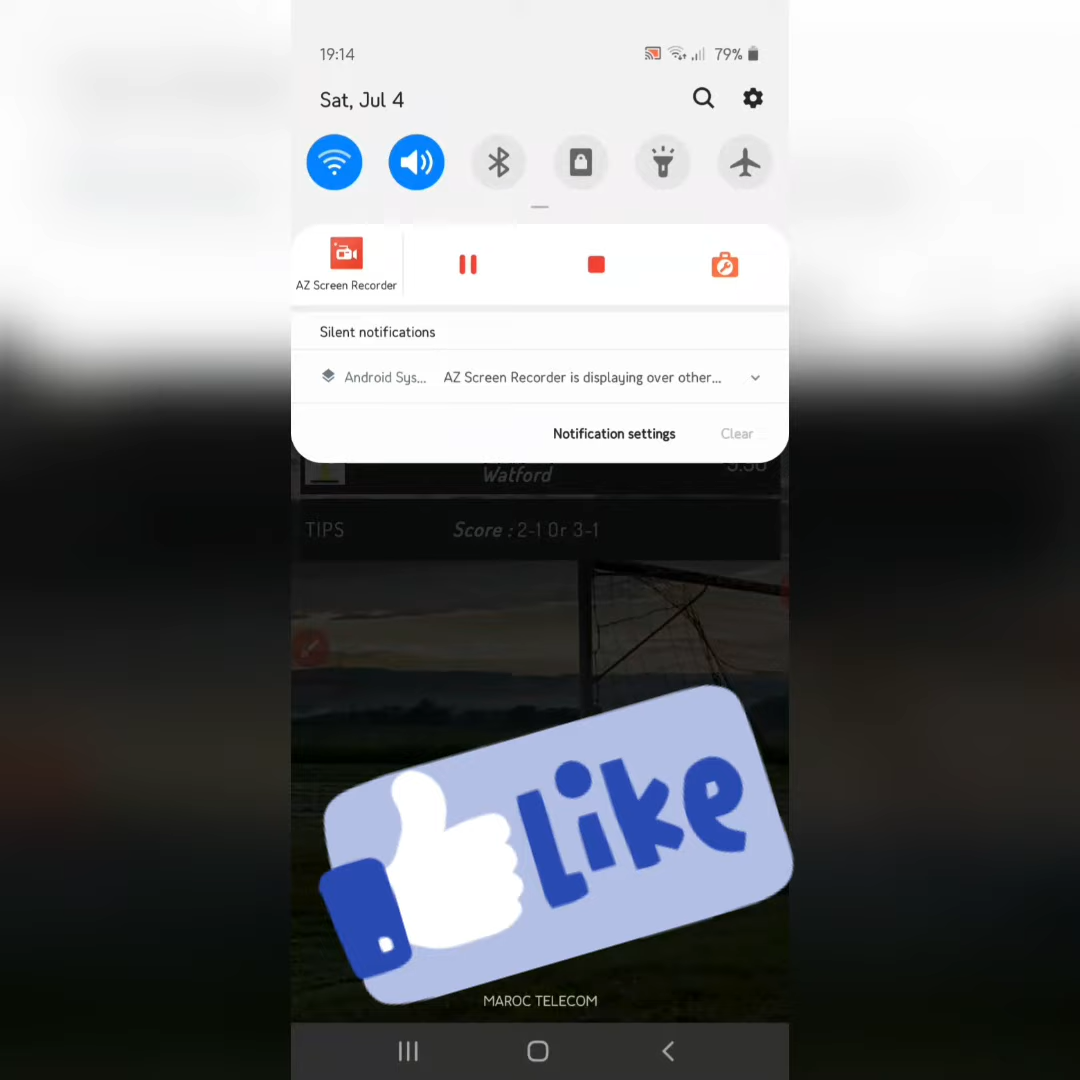 19:14
79%
Sat, Jul 4
AZ Screen Recorder
Silent notifications
Android Sys... AZ Screen Recorder is displaying over other...
Notification settings Clear
Watford
TIPS Score : 2-1 Or 3-1
like
MAROC TELECOM